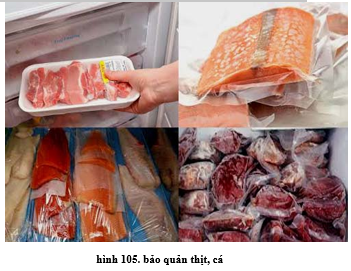 hình 105. bảo quản thịt, cá